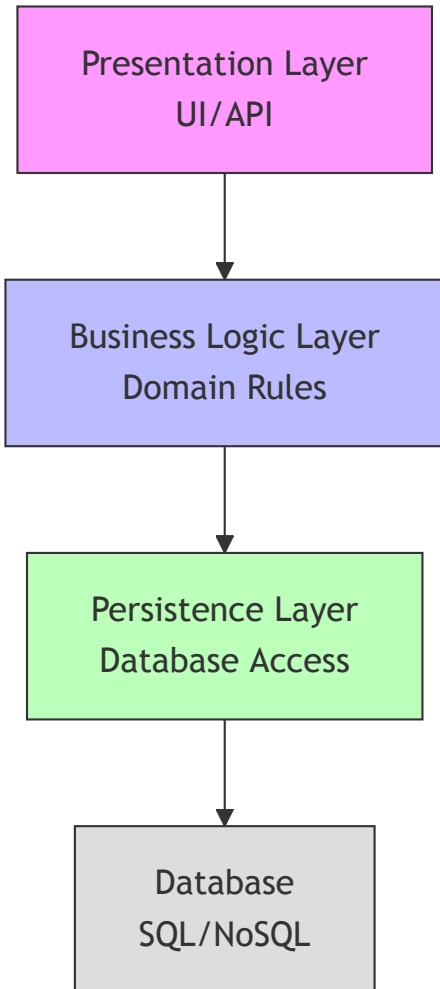 Presentation Layer
UI/API
Business Logic Layer
Domain Rules
Persistence Layer
Database Access
Database
SQL/NoSQL